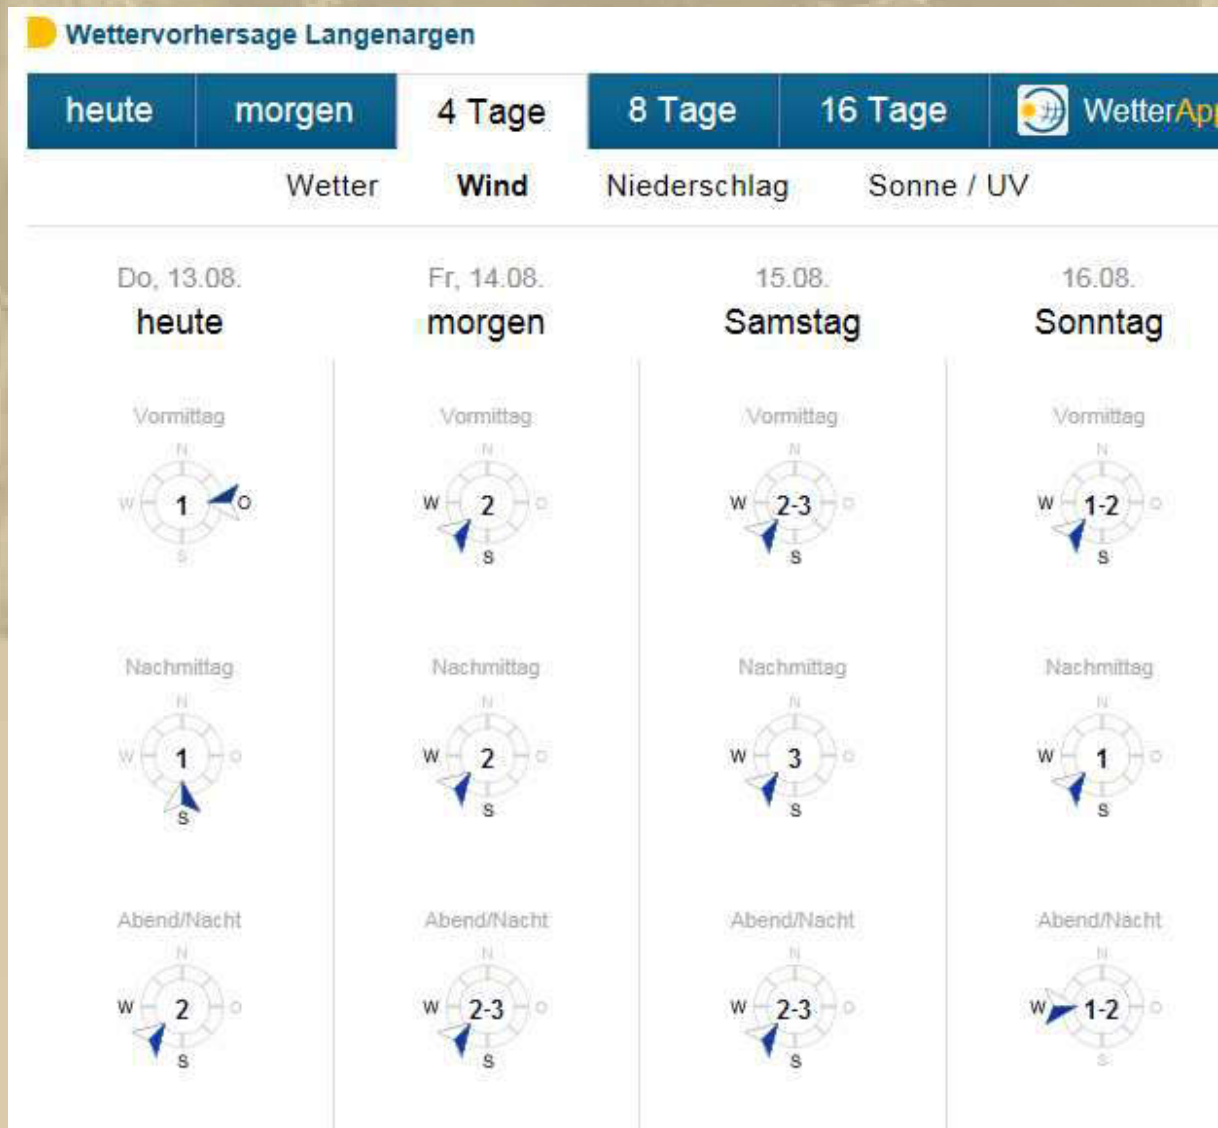 Wettervorhersage Langenargen
heute morgen 4 Tage 8 Tage 16 Tage WetterApp
Wetter Wind Niederschlag Sonne / UV
Do, 13.08. Fr, 14.08. 15.08. 16.08.
heute morgen Samstag Sonntag
Vormittag Vormittag Vormittag Vormittag
N N N N
W 1 O W 2 O W 2-3 O W 1-2 O
S S S S
Nachmittag Nachmittag Nachmittag Nachmittag
N N N N
W 1 O W 2 O W 3 O W 1 O
S S S S
Abend/Nacht Abend/Nacht Abend/Nacht Abend/Nacht
N N N N
W 2 O W 2-3 O W 2-3 O W 1-2 O
S S S S